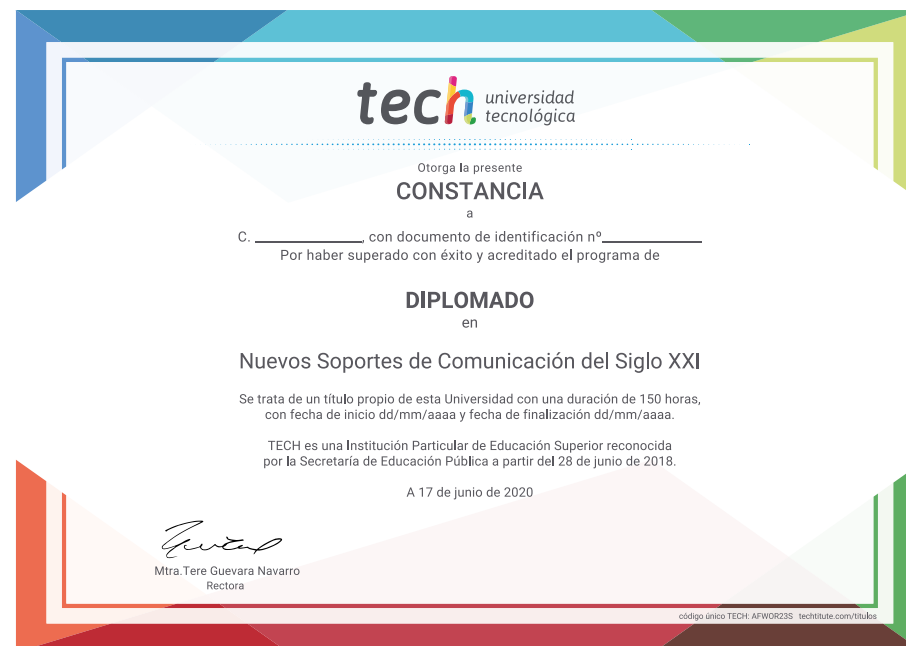 tech universidad
tecnológica
Otorga la presente
CONSTANCIA
a
C. ____________, con documento de identificación nº____________
Por haber superado con éxito y acreditado el programa de
DIPLOMADO
en
Nuevos Soportes de Comunicación del Siglo XXI
Se trata de un título propio de esta Universidad con una duración de 150 horas,
con fecha de inicio dd/mm/aaaa y fecha de finalización dd/mm/aaaa.
TECH es una Institución Particular de Educación Superior reconocida
por la Secretaría de Educación Pública a partir del 28 de junio de 2018.
A 17 de junio de 2020
Mtra.Tere Guevara Navarro
Rectora
código único TECH: AFWOR23S techtitute.com/titulos